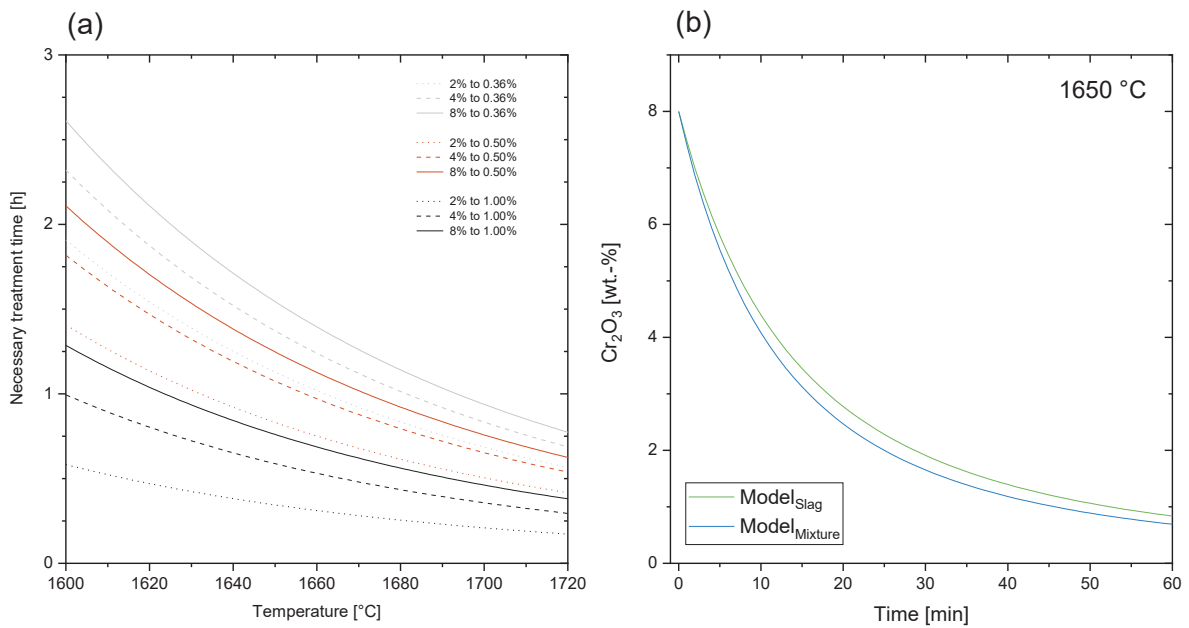 (a)
3
2
1
0
Necessary treatment time [h]
2% to 0.36%
4% to 0.36%
8% to 0.36%
2% to 0.50%
4% to 0.50%
8% to 0.50%
2% to 1.00%
4% to 1.00%
8% to 1.00%
1600 1620 1640 1660 1680 1700 1720
Temperature [°C]
(b)
1650 °C
8
6
4
2
0
Cr₂O₃ [wt.-%]
Model_Slag
Model_Mixture
0 10 20 30 40 50 60
Time [min]